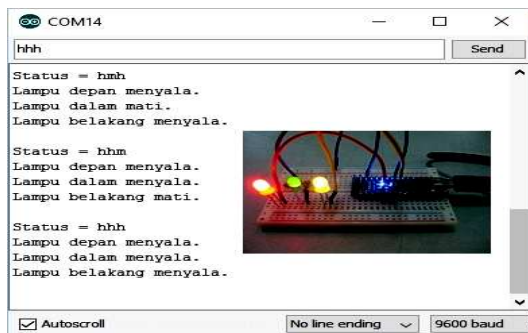 COM14
hhh
Send
Status = hmh
Lampu depan menyala.
Lampu dalam mati.
Lampu belakang menyala.
Status = hhm
Lampu depan menyala.
Lampu dalam menyala.
Lampu belakang mati.
Status = hhh
Lampu depan menyala.
Lampu dalam menyala.
Lampu belakang menyala.
Autoscroll
No line ending
9600 baud